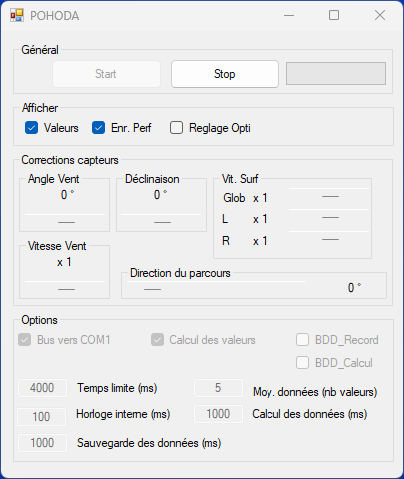 POHODA
Général
Start
Stop
Afficher
Valeurs
Enr. Perf
Reglage Opti
Corrections capteurs
Angle Vent
0 °
Déclinaison
0 °
Vit. Surf
Glob x 1
L x 1
R x 1
Vitesse Vent
x 1
Direction du parcours
0 °
Options
Bus vers COM1
Calcul des valeurs
BDD_Record
BDD_Calcul
4000 Temps limite (ms)
5 Moy. données (nb valeurs)
100 Horloge interne (ms)
1000 Calcul des données (ms)
1000 Sauvegarde des données (ms)